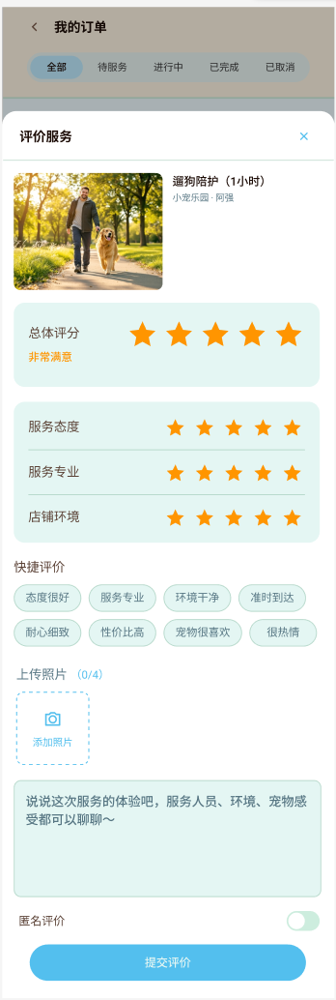 我的订单
全部 待服务 进行中 已完成 已取消
评价服务
遛狗陪护（1小时）
小宠乐园 · 阿强
总体评分
非常满意
服务态度
服务专业
店铺环境
快捷评价
态度很好 服务专业 环境干净 准时到达
耐心细致 性价比高 宠物很喜欢 很热情
上传照片 （0/4）
添加照片
说说这次服务的体验吧，服务人员、环境、宠物感
受都可以聊聊～
匿名评价
提交评价